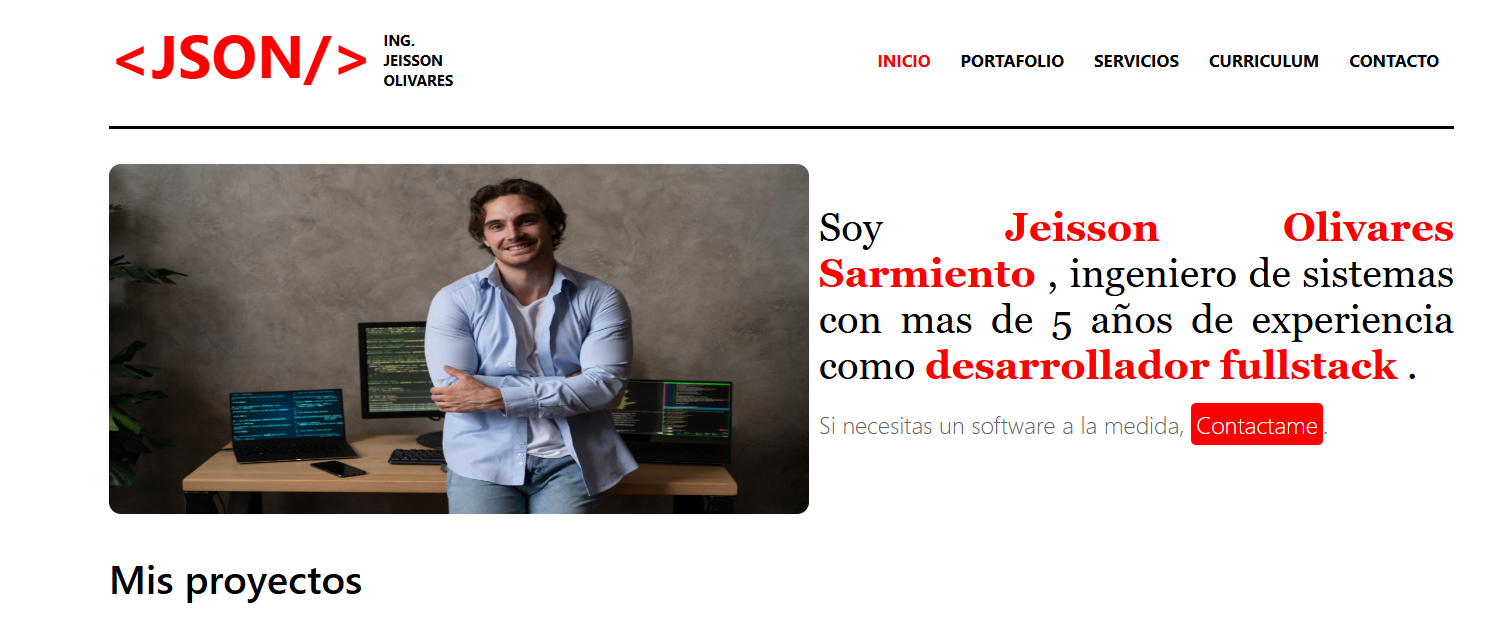 <JSON/>
ING.
JEISSON
OLIVARES
INICIO PORTAFOLIO SERVICIOS CURRICULUM CONTACTO
Soy Jeisson Olivares
Sarmiento , ingeniero de sistemas
con mas de 5 años de experiencia
como desarrollador fullstack .
Si necesitas un software a la medida, Contactame.
Mis proyectos